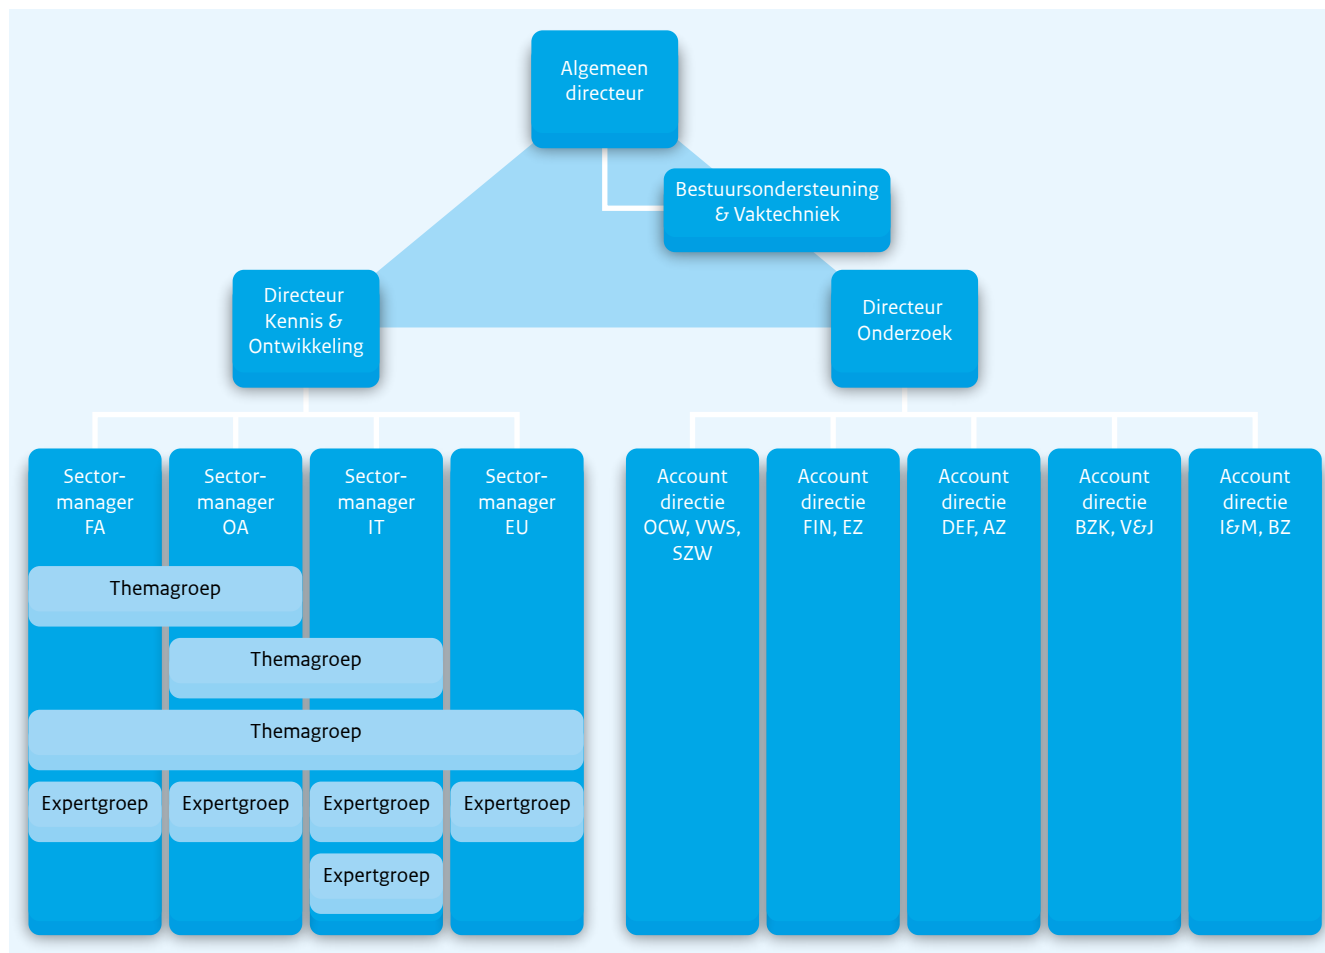 Algemeen
directeur
Bestuursondersteuning
& Vaktechniek
Directeur
Kennis &
Ontwikkeling
Directeur
Onderzoek
Sector-
manager
FA
Sector-
manager
OA
Sector-
manager
IT
Sector-
manager
EU
Account
directie
OCW, VWS,
SZW
Account
directie
FIN, EZ
Account
directie
DEF, AZ
Account
directie
BZK, V&J
Account
directie
I&M, BZ
Themagroep
Themagroep
Themagroep
Expertgroep
Expertgroep
Expertgroep
Expertgroep
Expertgroep